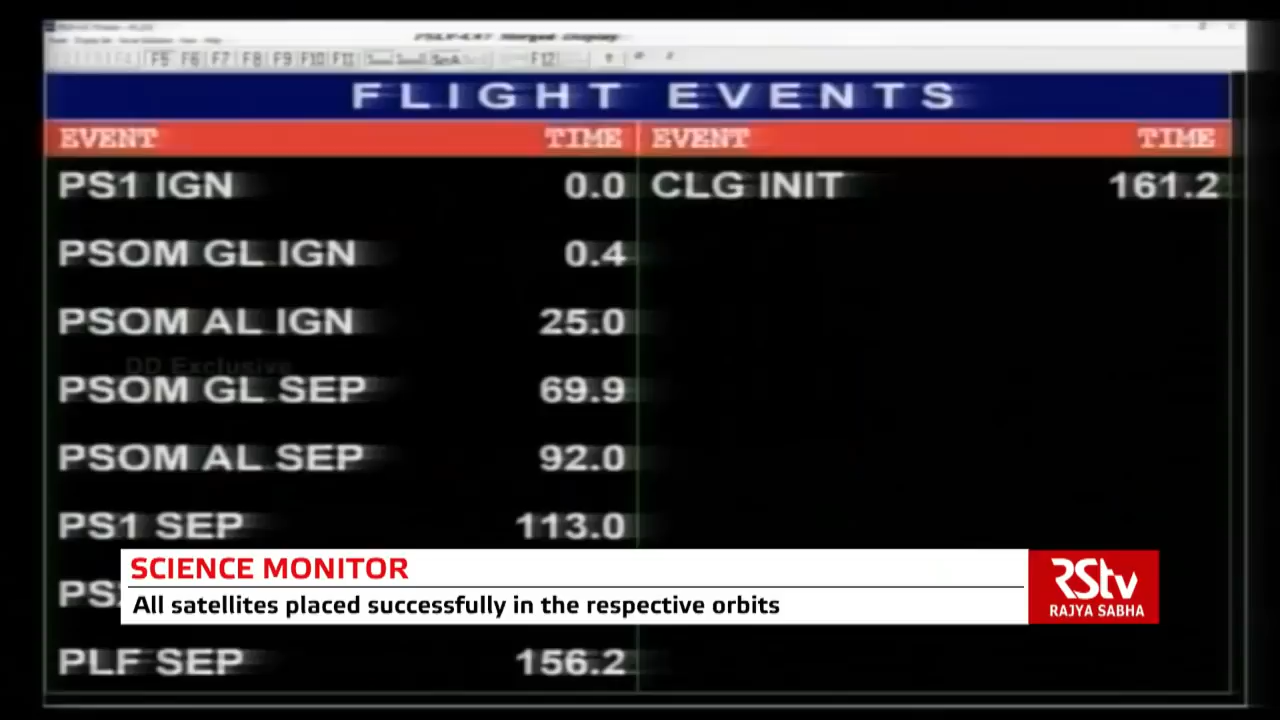 F5 F6 F7 F8 F9 F10 F11 F12
FLIGHT EVENTS
EVENT TIME EVENT TIME
PS1 IGN 0.0 CLG INIT 161.2
PSOM GL IGN 0.4
PSOM AL IGN 25.0
DD Exclusive
PSOM GL SEP 69.9
PSOM AL SEP 92.0
PS1 SEP 113.0
SCIENCE MONITOR
All satellites placed successfully in the respective orbits
RStv
RAJYA SABHA
PLF SEP 156.2